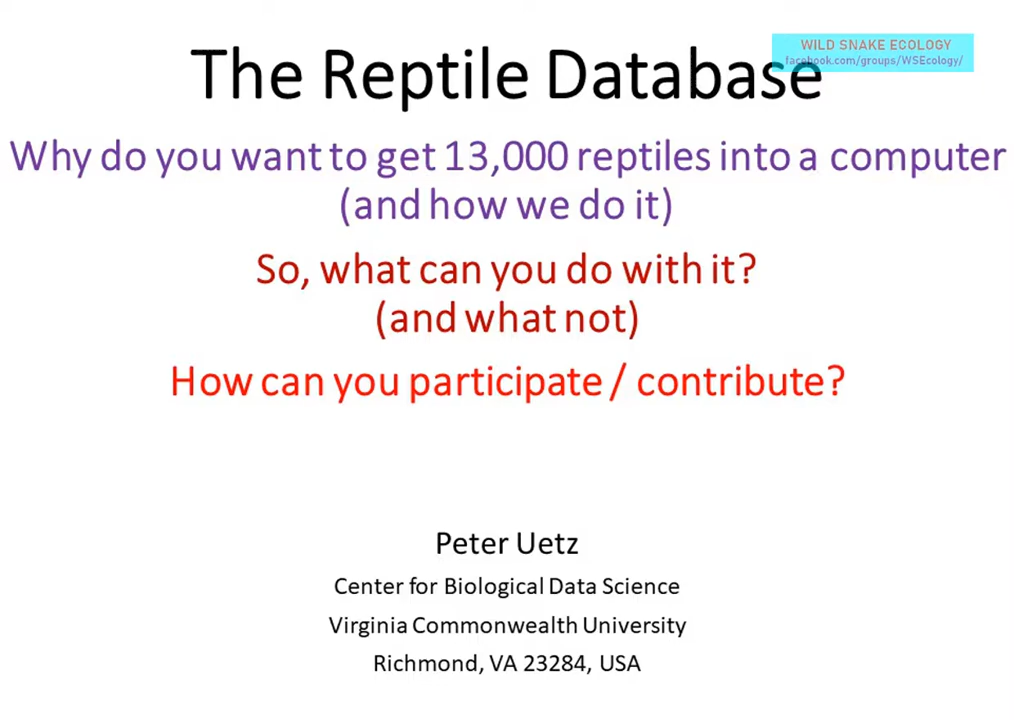 WILD SNAKE ECOLOGY
facebook.com/groups/WSEcology/
The Reptile Database
Why do you want to get 13,000 reptiles into a computer
(and how we do it)
So, what can you do with it?
(and what not)
How can you participate / contribute?
Peter Uetz
Center for Biological Data Science
Virginia Commonwealth University
Richmond, VA 23284, USA